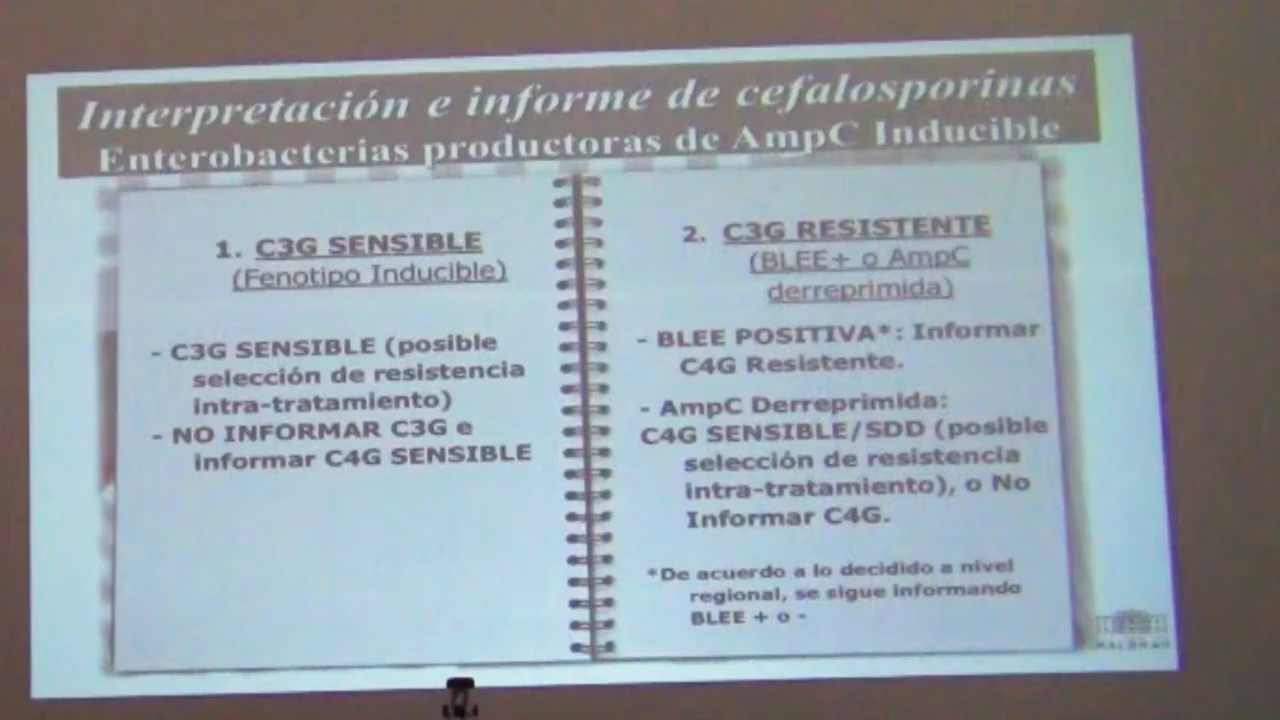 Interpretación e informe de cefalosporinas
Enterobacterias productoras de AmpC Inducible
1. C3G SENSIBLE
(Fenotipo Inducible)
- C3G SENSIBLE (posible
selección de resistencia
intra-tratamiento)
- NO INFORMAR C3G e
informar C4G SENSIBLE
2. C3G RESISTENTE
(BLEE+ o AmpC
derreprimida)
- BLEE POSITIVA*: Informar
C4G Resistente.
- AmpC Derreprimida:
C4G SENSIBLE/SDD (posible
selección de resistencia
intra-tratamiento), o No
Informar C4G.
*De acuerdo a lo decidido a nivel
regional, se sigue informando
BLEE + o -
MALBRAN